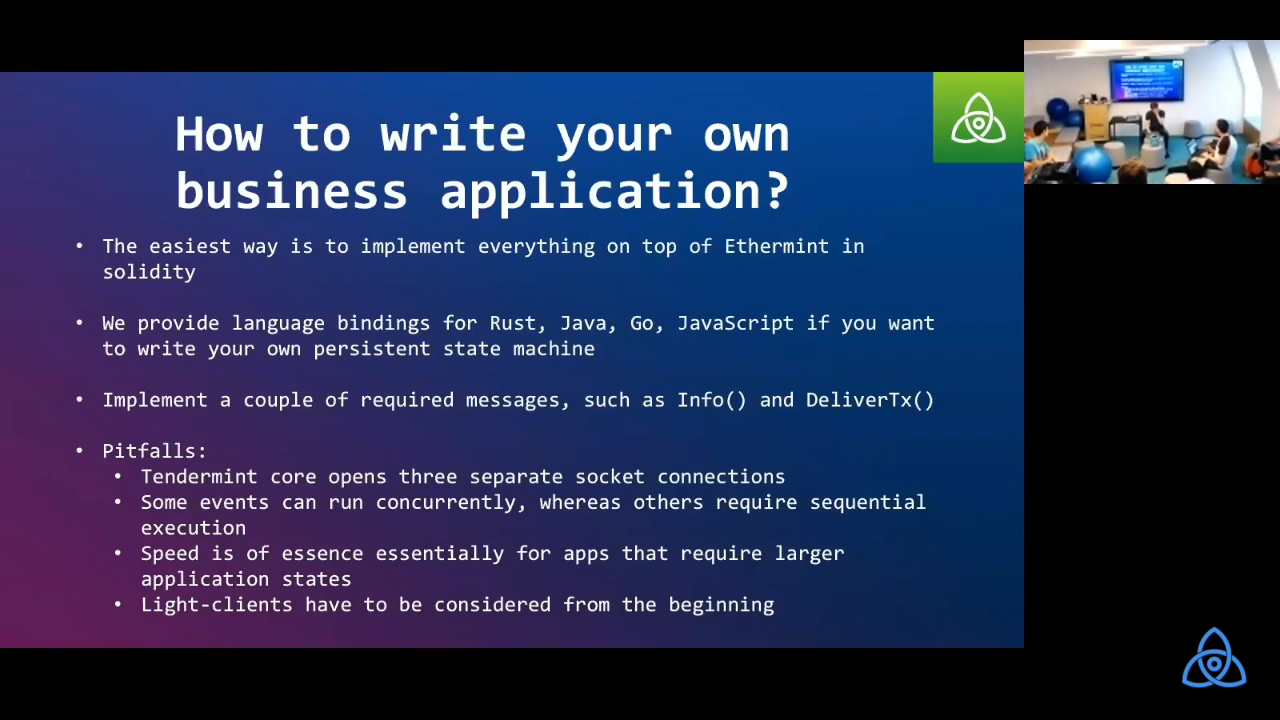 How to write your own
business application?
• The easiest way is to implement everything on top of Ethermint in
solidity
• We provide language bindings for Rust, Java, Go, JavaScript if you want
to write your own persistent state machine
• Implement a couple of required messages, such as Info() and DeliverTx()
• Pitfalls:
• Tendermint core opens three separate socket connections
• Some events can run concurrently, whereas others require sequential
execution
• Speed is of essence essentially for apps that require larger
application states
• Light-clients have to be considered from the beginning